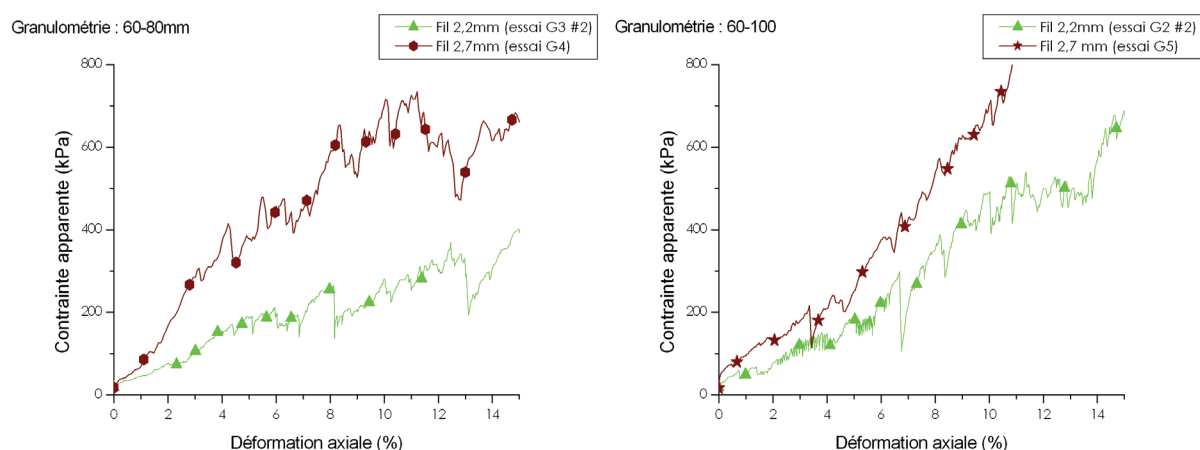 Granulométrie : 60-80mm
Fil 2,2mm (essai G3 #2)
Fil 2,7mm (essai G4)
800
600
400
200
0
0 2 4 6 8 10 12 14
Contrainte apparente (kPa)
Déformation axiale (%)
Granulométrie : 60-100
Fil 2,2mm (essai G2 #2)
Fil 2,7 mm (essai G5)
800
600
400
200
0
0 2 4 6 8 10 12 14
Contrainte apparente (kPa)
Déformation axiale (%)